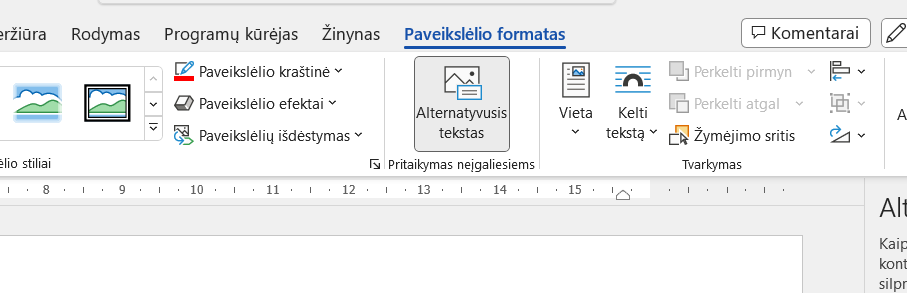 eržiūra Rodymas Programų kūrėjas Žinynas Paveikslėlio formatas Komentarai
Paveikslėlio kraštinė
Paveikslėlio efektai
Paveikslėlių išdėstymas
ėlio stiliai
Alternatyvusis
tekstas
Pritaikymas neįgaliesiems
Vieta
Kelti
tekstą
Perkelti pirmyn
Perkelti atgal
Žymėjimo sritis
Tvarkymas
A
8 9 10 11 12 13 14 15
Alt
Kaip
kont
silpr